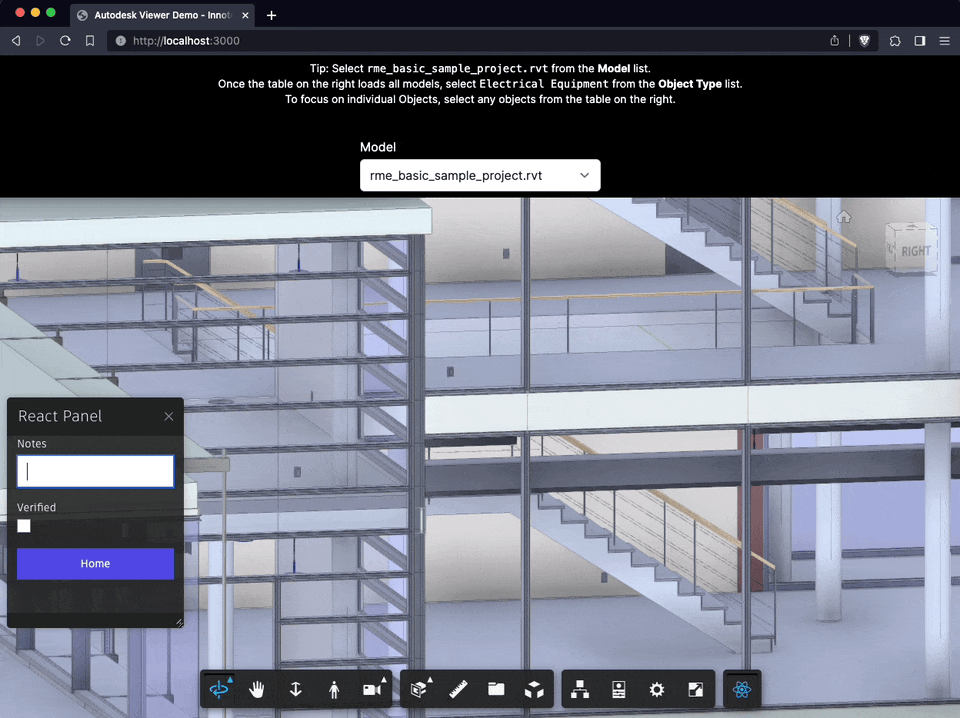 Autodesk Viewer Demo - Innot
http://localhost:3000
Tip: Select rme_basic_sample_project.rvt from the Model list.
Once the table on the right loads all models, select Electrical Equipment from the Object Type list.
To focus on individual Objects, select any objects from the table on the right.
Model
rme_basic_sample_project.rvt
RIGHT
React Panel
Notes
Verified
Home